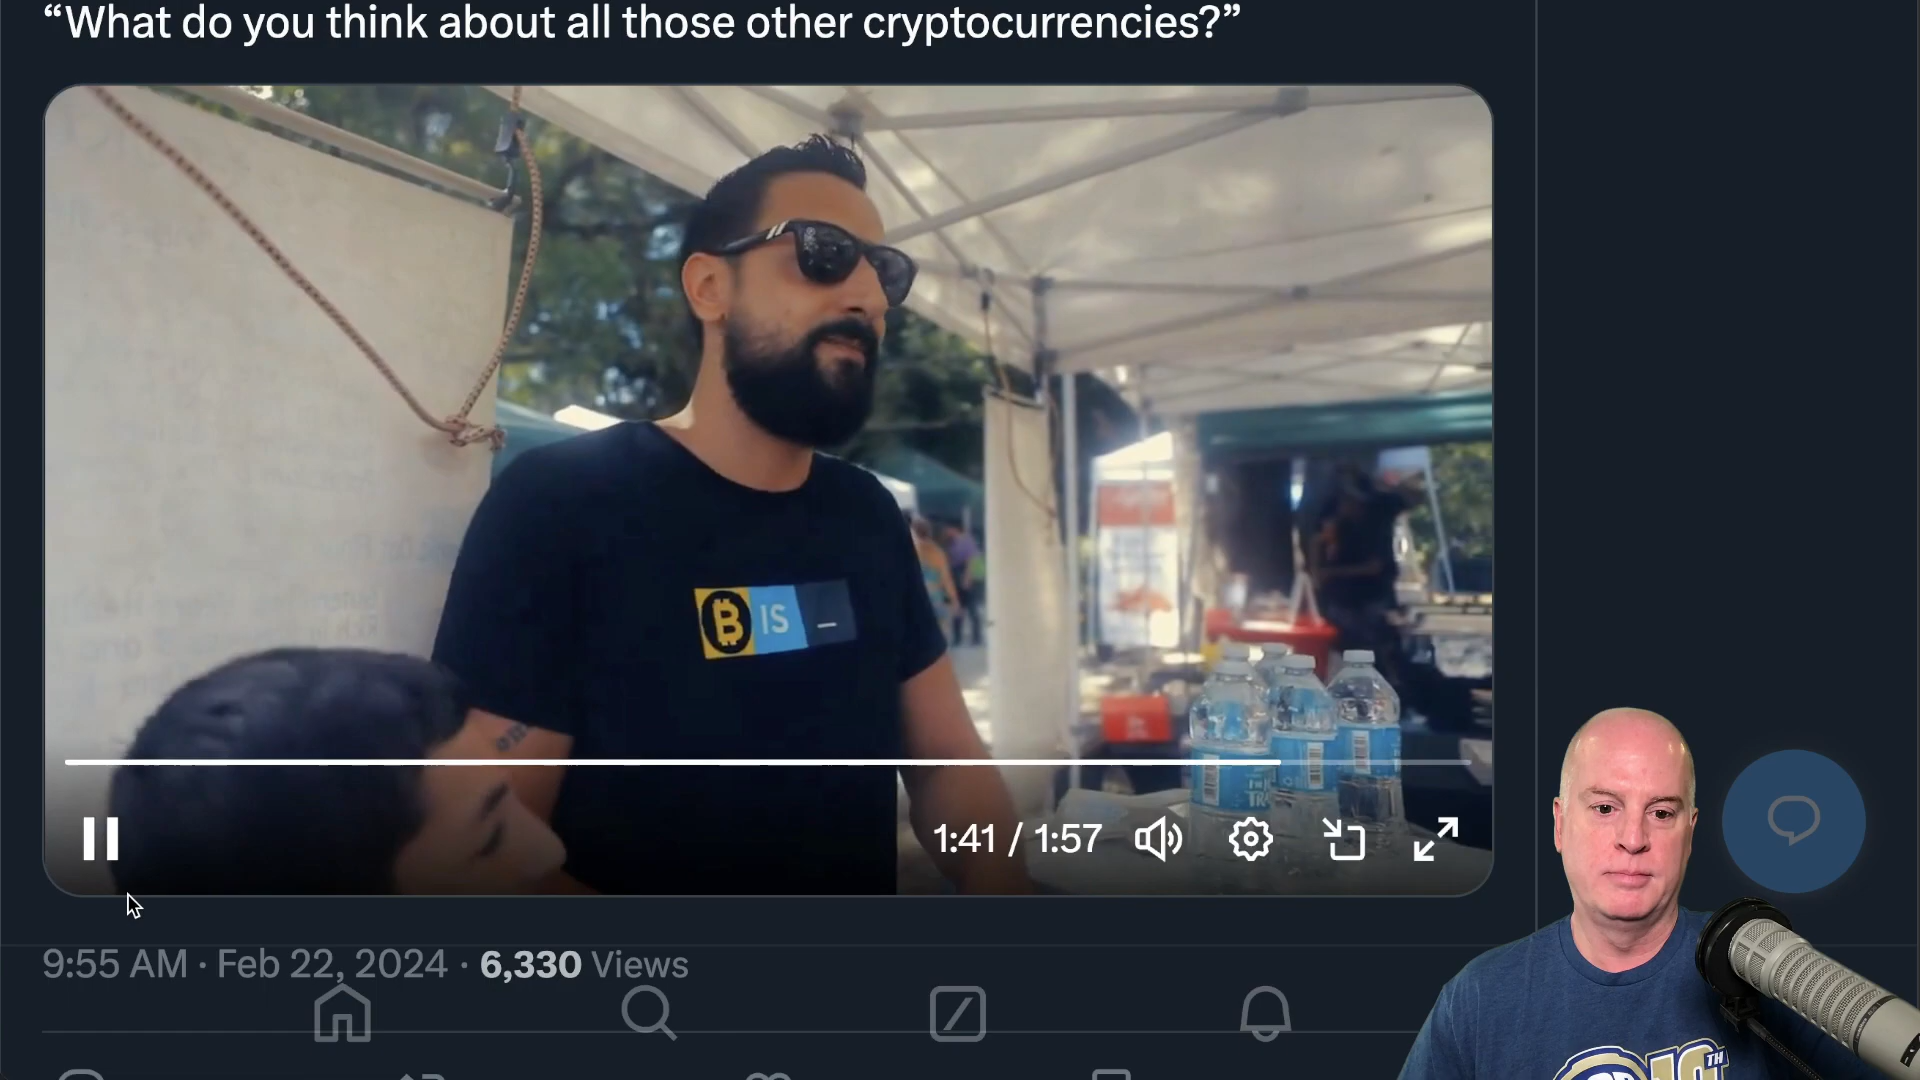 “What do you think about all those other cryptocurrencies?”
₿ IS _
1:41 / 1:57
9:55 AM · Feb 22, 2024 · 6,330 Views
TH